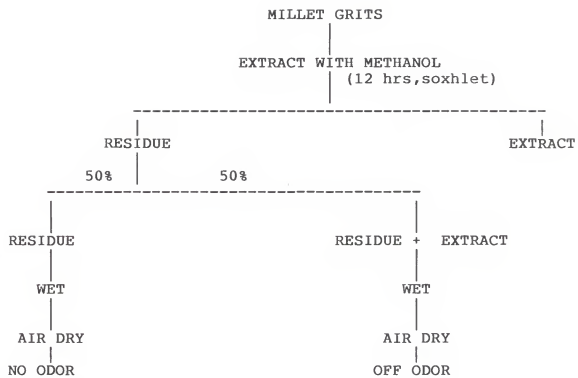 MILLET GRITS
EXTRACT WITH METHANOL
(12 hrs,soxhlet)
RESIDUE EXTRACT
50% 50%
RESIDUE RESIDUE + EXTRACT
WET WET
AIR DRY AIR DRY
NO ODOR OFF ODOR